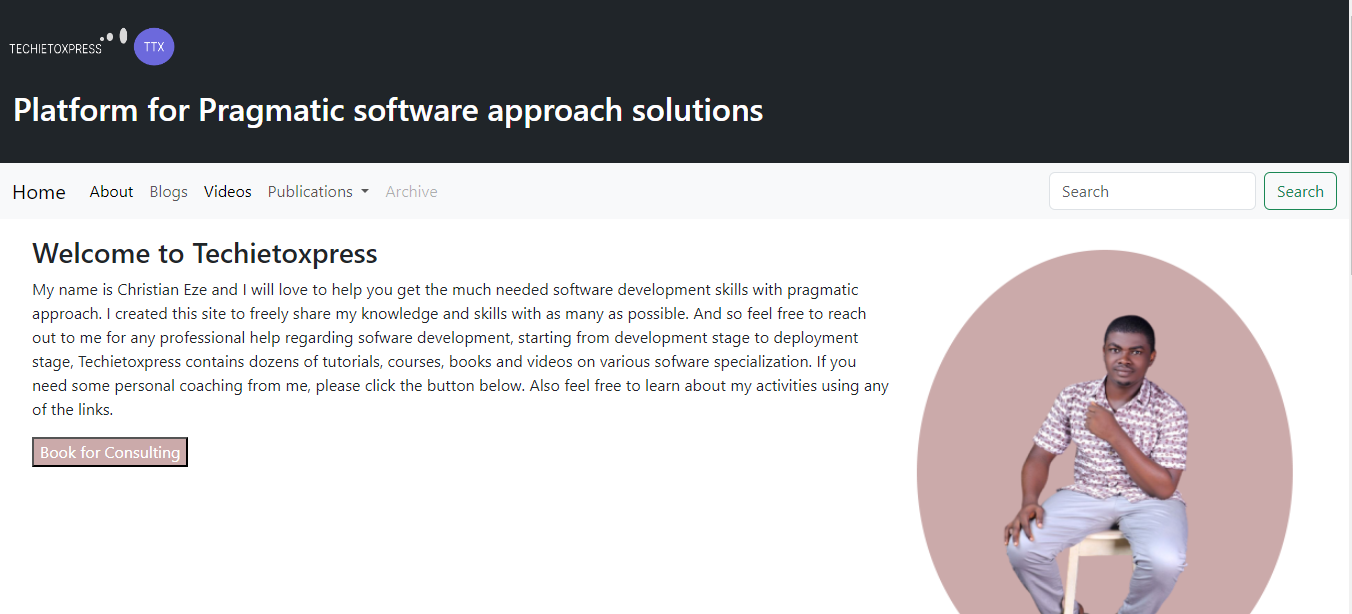 TECHIETOXPRESS TTX
Platform for Pragmatic software approach solutions
Home About Blogs Videos Publications Archive Search Search
Welcome to Techietoxpress
My name is Christian Eze and I will love to help you get the much needed software development skills with pragmatic
approach. I created this site to freely share my knowledge and skills with as many as possible. And so feel free to reach
out to me for any professional help regarding sofware development, starting from development stage to deployment
stage, Techietoxpress contains dozens of tutorials, courses, books and videos on various sofware specialization. If you
need some personal coaching from me, please click the button below. Also feel free to learn about my activities using any
of the links.
Book for Consulting